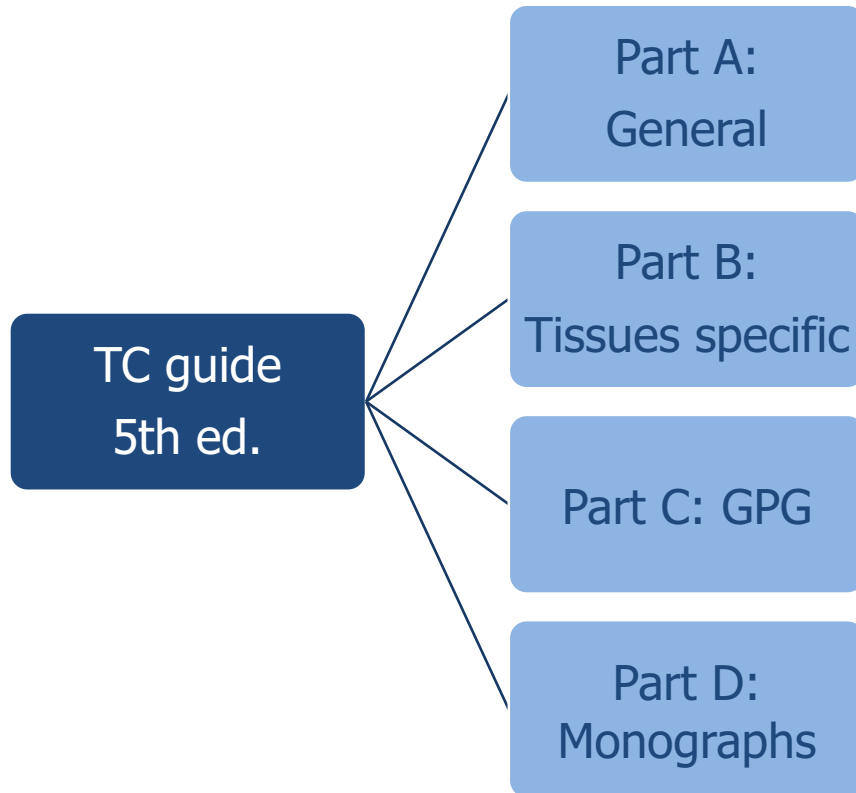 TC guide
5th ed.
Part A:
General
Part B:
Tissues specific
Part C: GPG
Part D:
Monographs